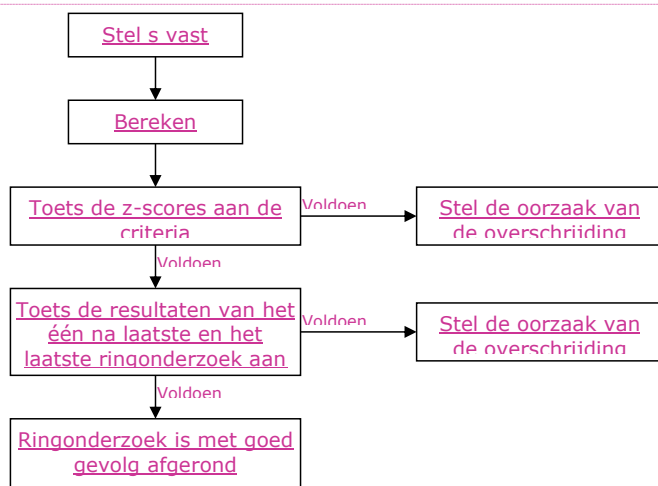 Stel s vast
Bereken
Toets de z-scores aan de
criteria
Voldoen
Stel de oorzaak van
de overschrijding
Voldoen
Toets de resultaten van het
één na laatste en het
laatste ringonderzoek aan
Voldoen
Stel de oorzaak van
de overschrijding
Voldoen
Ringonderzoek is met goed
gevolg afgerond